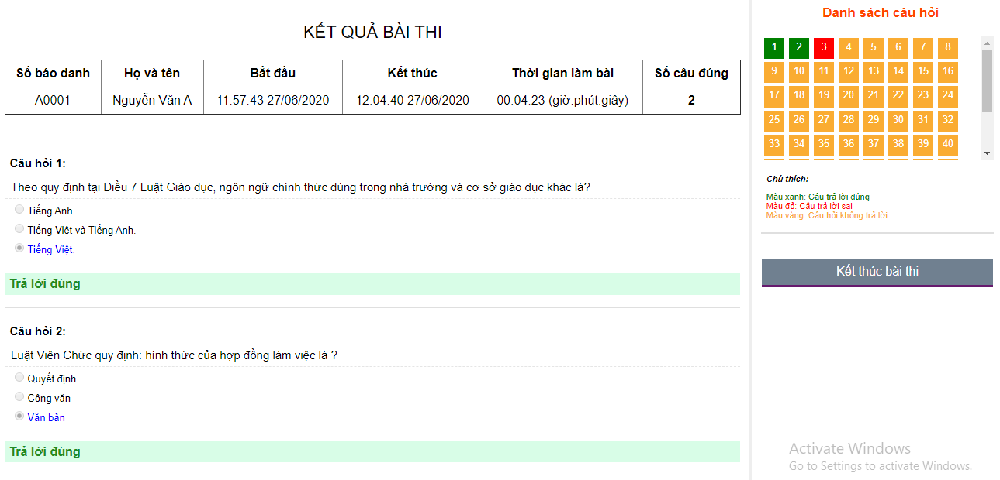 KẾT QUẢ BÀI THI
Số báo danh Họ và tên Bắt đầu Kết thúc Thời gian làm bài Số câu đúng
A0001 Nguyễn Văn A 11:57:43 27/06/2020 12:04:40 27/06/2020 00:04:23 (giờ:phút:giây) 2
Câu hỏi 1:
Theo quy định tại Điều 7 Luật Giáo dục, ngôn ngữ chính thức dùng trong nhà trường và cơ sở giáo dục khác là?
Tiếng Anh.
Tiếng Việt và Tiếng Anh.
Tiếng Việt.
Trả lời đúng
Câu hỏi 2:
Luật Viên Chức quy định: hình thức của hợp đồng làm việc là ?
Quyết định
Công văn
Văn bản
Trả lời đúng
Danh sách câu hỏi
1 2 3 4 5 6 7 8
9 10 11 12 13 14 15 16
17 18 19 20 21 22 23 24
25 26 27 28 29 30 31 32
33 34 35 36 37 38 39 40
Chú thích:
Màu xanh: Câu trả lời đúng
Màu đỏ: Câu trả lời sai
Màu vàng: Câu hỏi không trả lời
Kết thúc bài thi
Activate Windows
Go to Settings to activate Windows.